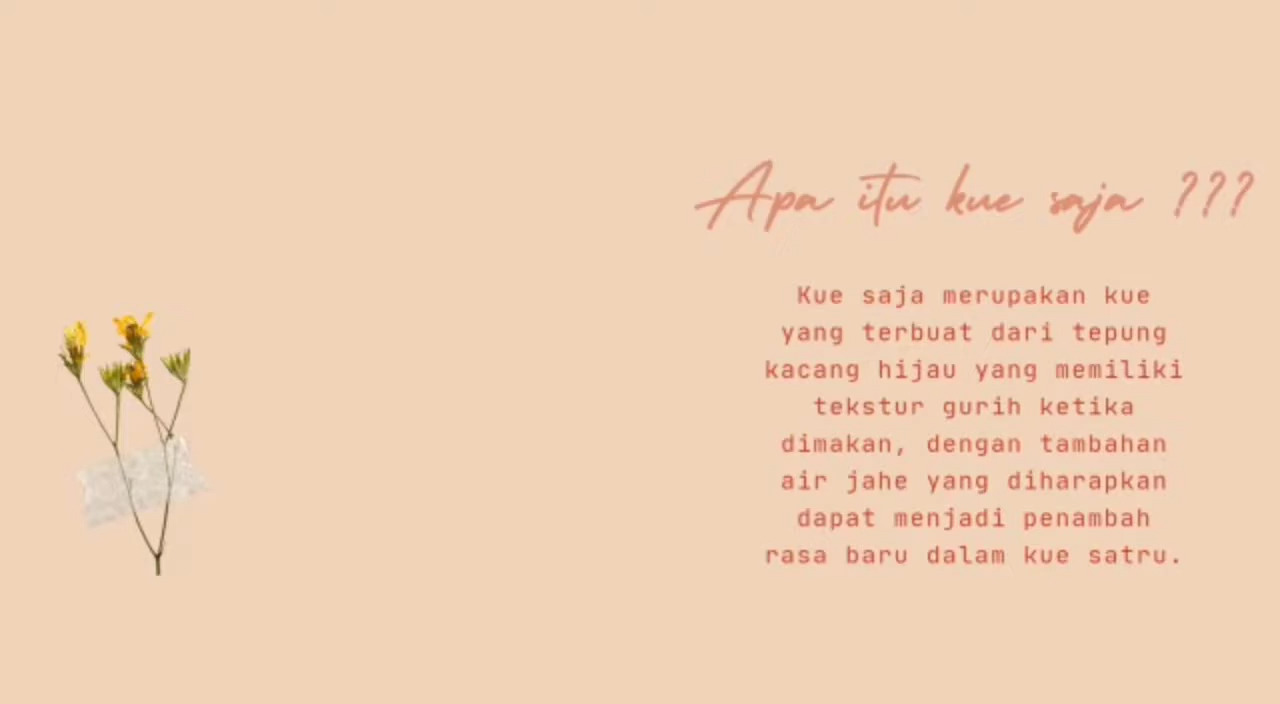 Apa itu kue saja ???
Kue saja merupakan kue
yang terbuat dari tepung
kacang hijau yang memiliki
tekstur gurih ketika
dimakan, dengan tambahan
air jahe yang diharapkan
dapat menjadi penambah
rasa baru dalam kue satru.